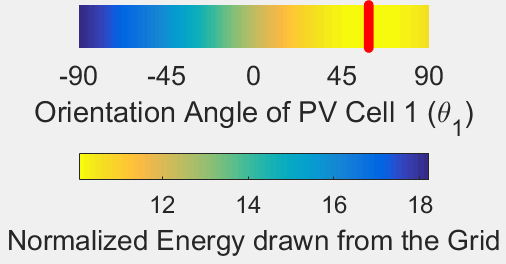 -90 -45 0 45 90
Orientation Angle of PV Cell 1 (θ₁)
12 14 16 18
Normalized Energy drawn from the Grid